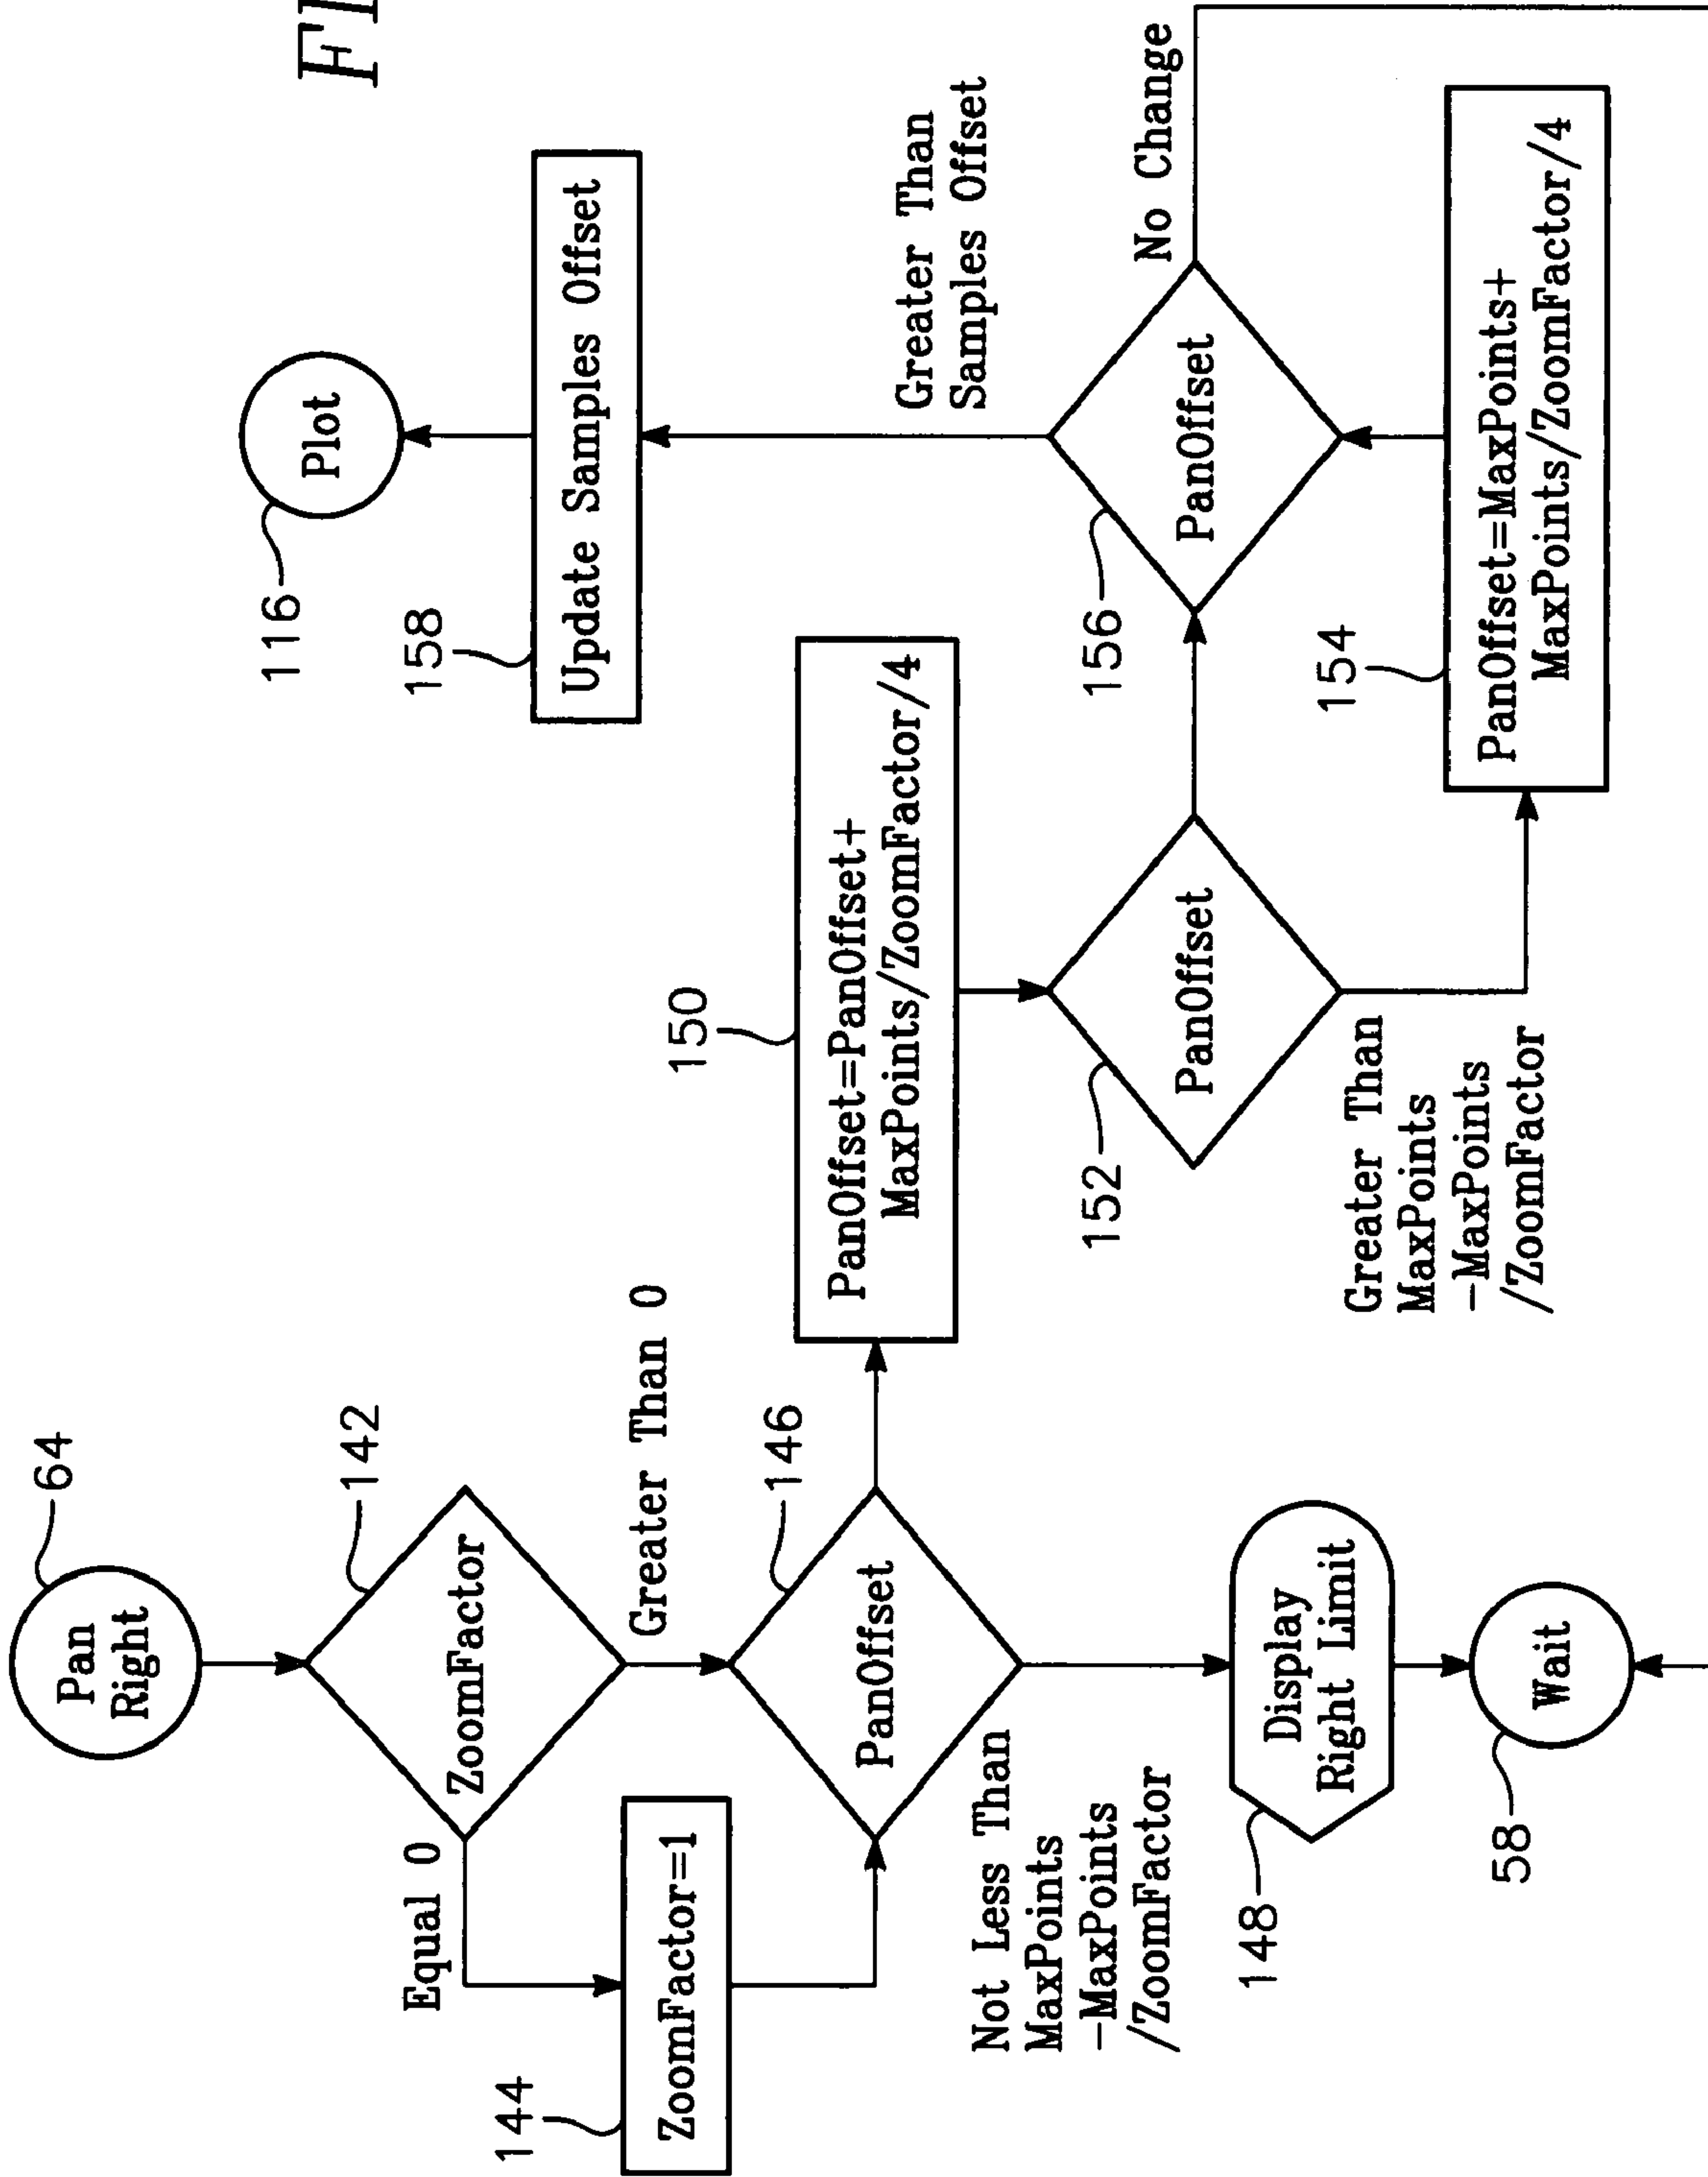 FI
64
Pan
Right
142
ZoomFactor
Equal 0
144
ZoomFactor=1
Greater Than 0
146
PanOffset
Not Less Than
MaxPoints
-MaxPoints
/ZoomFactor
148
Display
Right Limit
58
Wait
150
PanOffset=PanOffset+
MaxPoints/ZoomFactor/4
152
PanOffset
Greater Than
MaxPoints
-MaxPoints
/ZoomFactor
154
PanOffset=MaxPoints+
MaxPoints/ZoomFactor/4
156
PanOffset
No Change
Greater Than
Samples Offset
158
Update Samples Offset
116
Plot